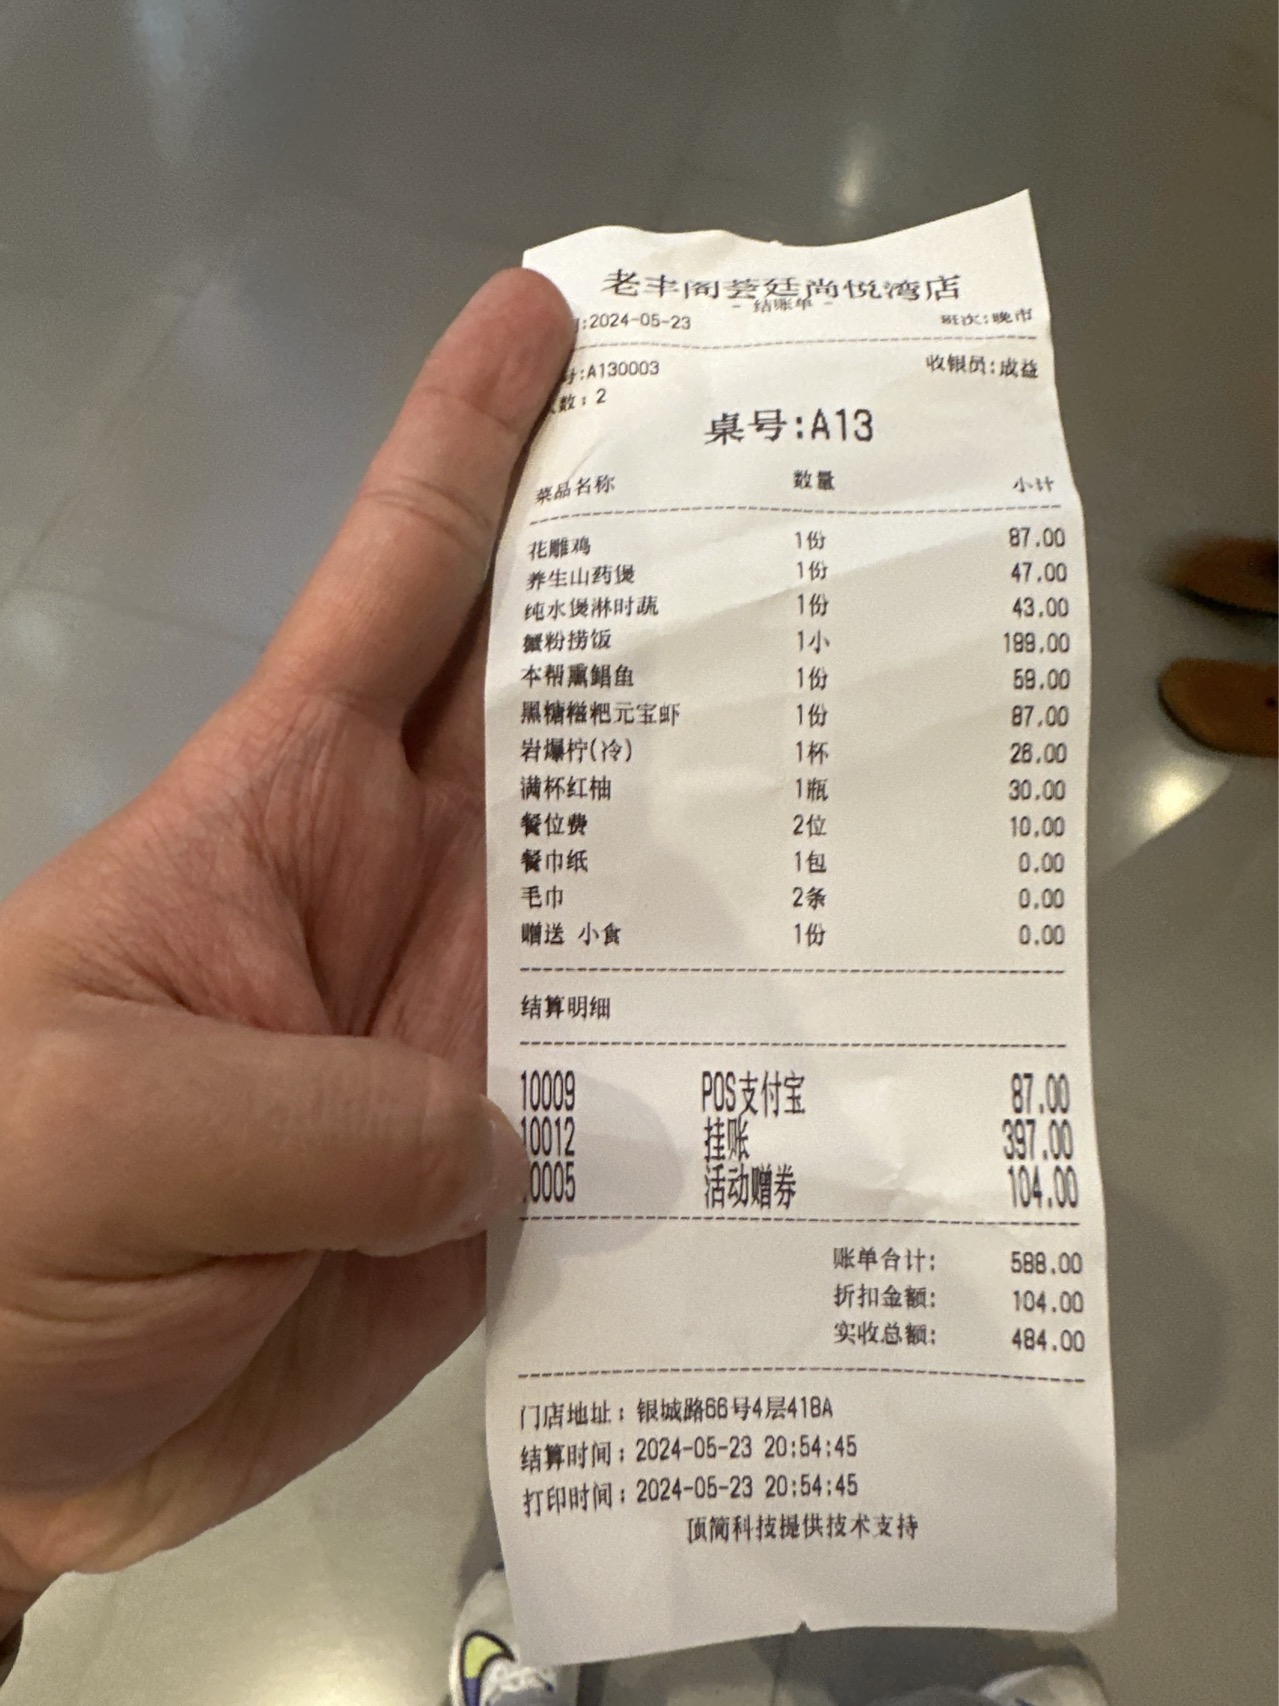 老丰阁荟廷尚悦湾店
- 结账单 -
:2024-05-23 班次:晚市
号:A130003 收银员:成益
人数: 2
桌号:A13
菜品名称 数量 小计
花雕鸡 1份 87.00
养生山药煲 1份 47.00
纯水煲淋时蔬 1份 43.00
蟹粉捞饭 1小 199.00
本帮熏鲳鱼 1份 59.00
黑糖糍粑元宝虾 1份 87.00
岩爆柠(冷) 1杯 26.00
满杯红柚 1瓶 30.00
餐位费 2位 10.00
餐巾纸 1包 0.00
毛巾 2条 0.00
赠送 小食 1份 0.00
结算明细
10009 POS支付宝 87.00
10012 挂账 397.00
0005 活动赠券 104.00
账单合计: 588.00
折扣金额: 104.00
实收总额: 484.00
门店地址: 银城路66号4层418A
结算时间: 2024-05-23 20:54:45
打印时间: 2024-05-23 20:54:45
顶简科技提供技术支持